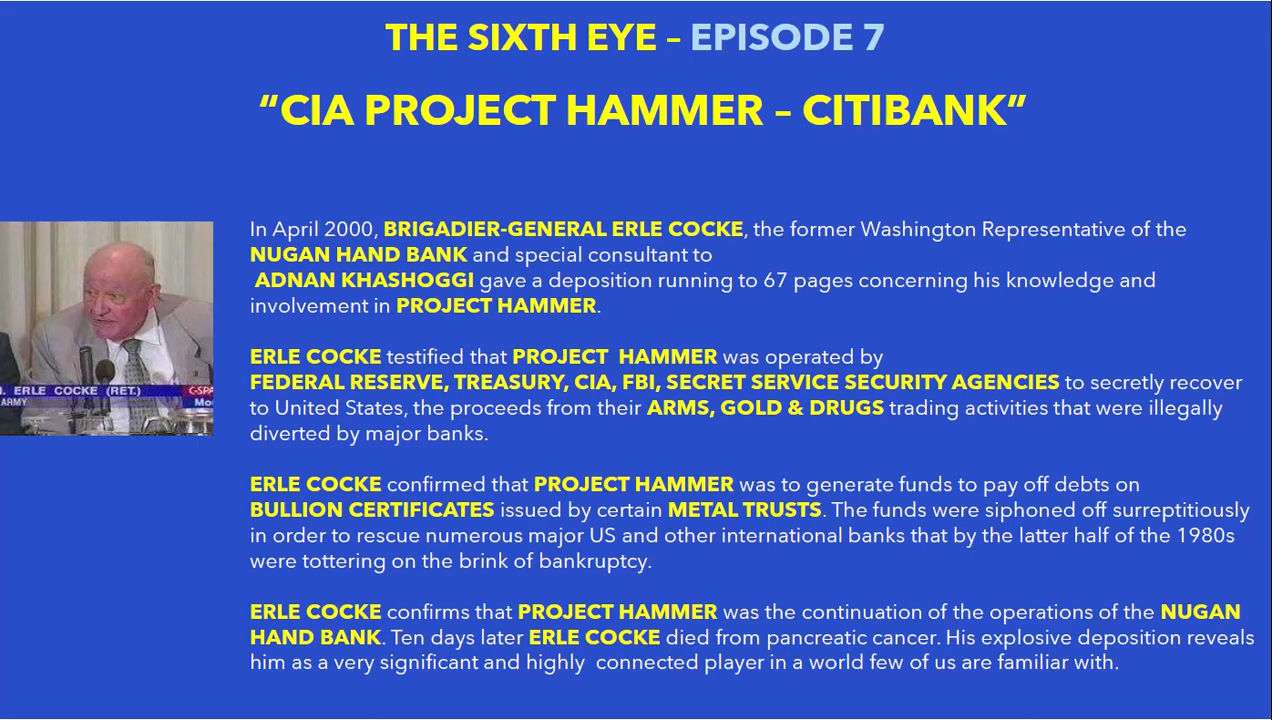 THE SIXTH EYE – EPISODE 7
“CIA PROJECT HAMMER – CITIBANK”
In April 2000, BRIGADIER-GENERAL ERLE COCKE, the former Washington Representative of the
NUGAN HAND BANK and special consultant to
ADNAN KHASHOGGI gave a deposition running to 67 pages concerning his knowledge and
involvement in PROJECT HAMMER.
ERLE COCKE testified that PROJECT HAMMER was operated by
FEDERAL RESERVE, TREASURY, CIA, FBI, SECRET SERVICE SECURITY AGENCIES to secretly recover
to United States, the proceeds from their ARMS, GOLD & DRUGS trading activities that were illegally
diverted by major banks.
ERLE COCKE confirmed that PROJECT HAMMER was to generate funds to pay off debts on
BULLION CERTIFICATES issued by certain METAL TRUSTS. The funds were siphoned off surreptitiously
in order to rescue numerous major US and other international banks that by the latter half of the 1980s
were tottering on the brink of bankruptcy.
ERLE COCKE confirms that PROJECT HAMMER was the continuation of the operations of the NUGAN
HAND BANK. Ten days later ERLE COCKE died from pancreatic cancer. His explosive deposition reveals
him as a very significant and highly connected player in a world few of us are familiar with.
ERLE COCKE (RET.)
ARMY
C-SPA
Mo